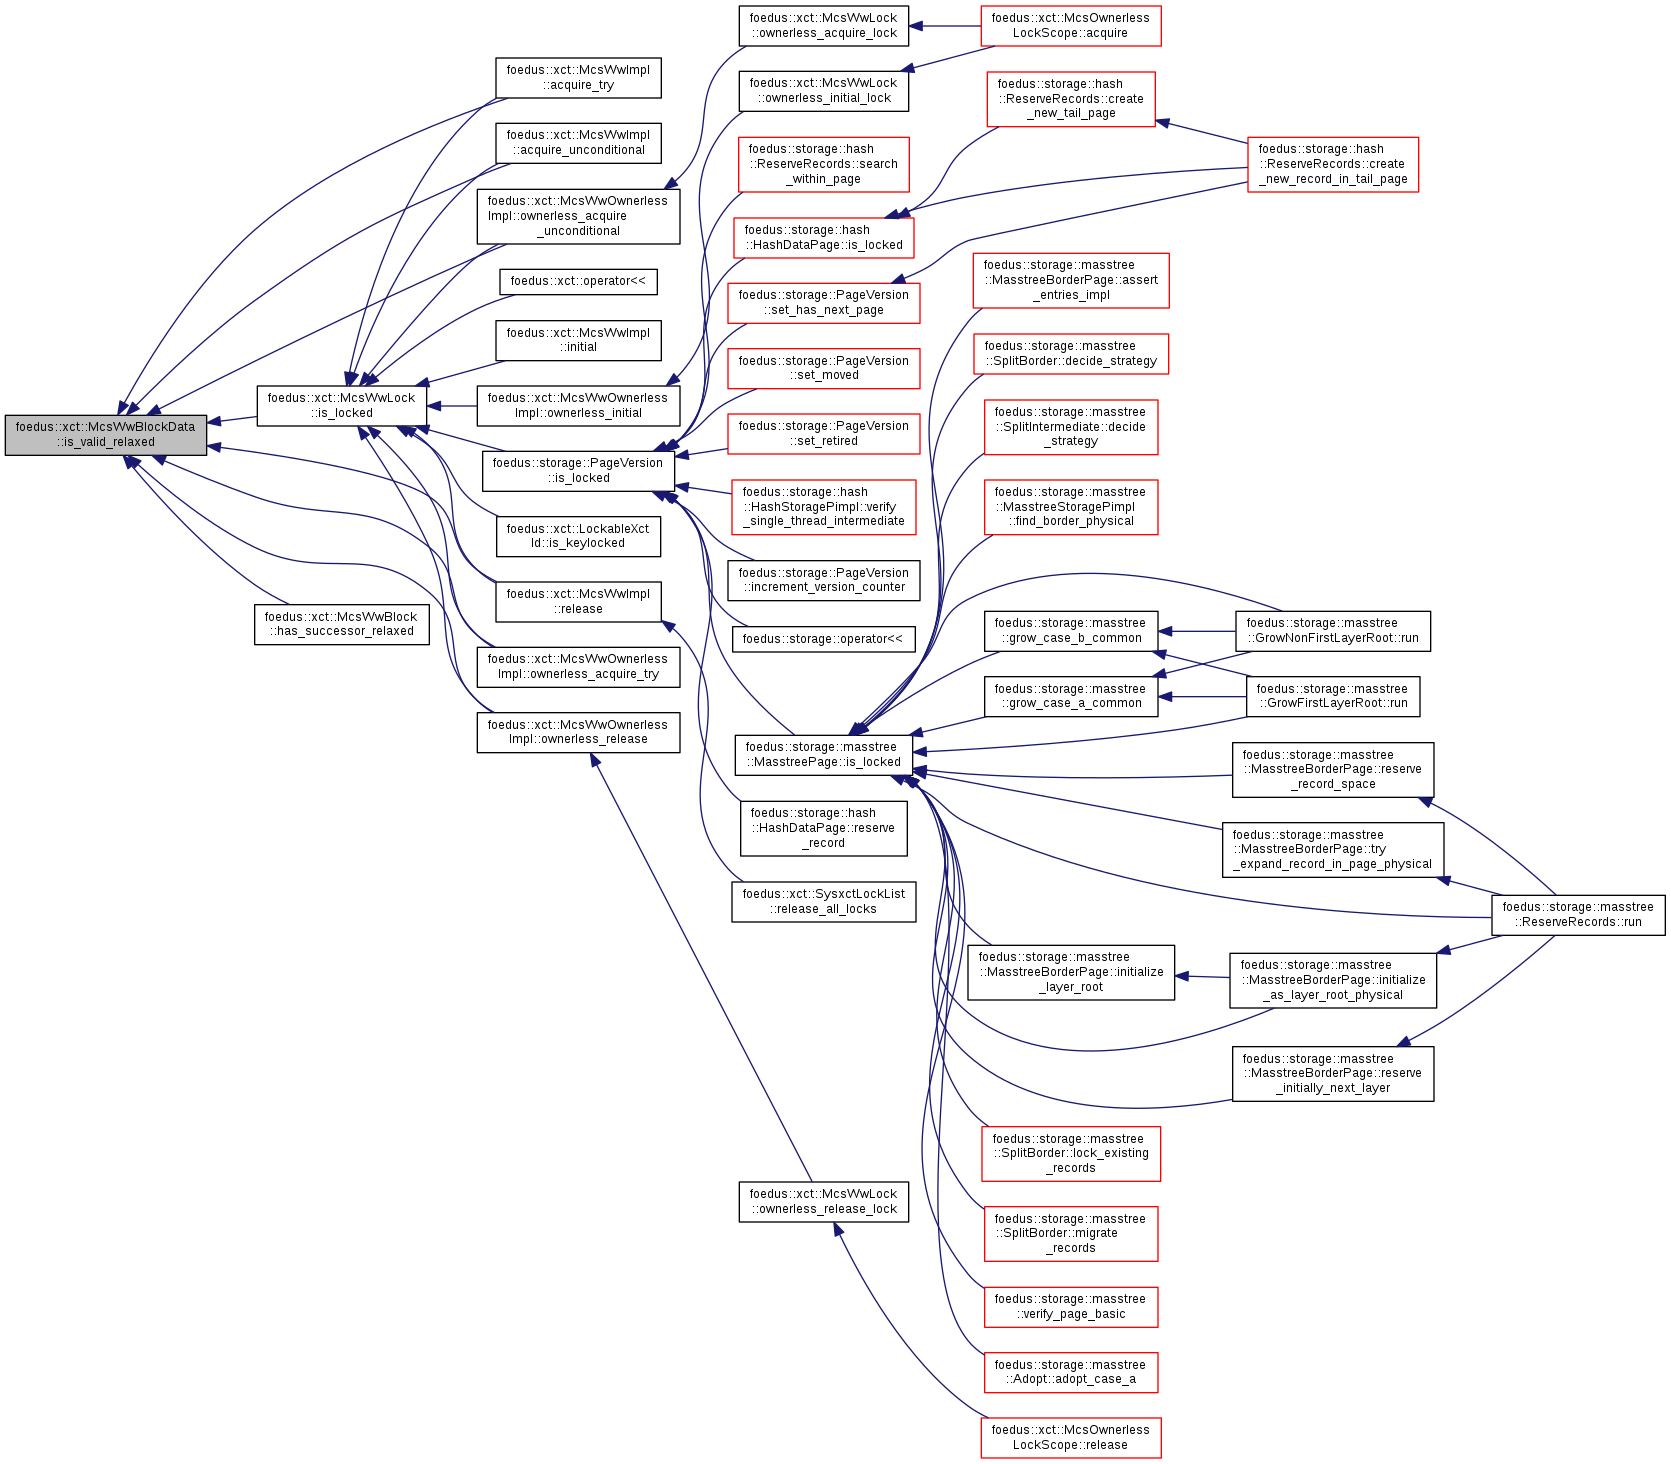 foedus::xct::McsWwBlockData
::is_valid_relaxed
foedus::xct::McsWwLock
::is_locked
foedus::xct::McsWwBlock
::has_successor_relaxed
foedus::xct::McsWwImpl
::acquire_try
foedus::xct::McsWwImpl
::acquire_unconditional
foedus::xct::McsWwOwnerless
Impl::ownerless_acquire
_unconditional
foedus::xct::operator<<
foedus::xct::McsWwImpl
::initial
foedus::xct::McsWwOwnerless
Impl::ownerless_initial
foedus::storage::PageVersion
::is_locked
foedus::xct::LockableXct
Id::is_keylocked
foedus::xct::McsWwImpl
::release
foedus::xct::McsWwOwnerless
Impl::ownerless_acquire_try
foedus::xct::McsWwOwnerless
Impl::ownerless_release
foedus::xct::McsWwLock
::ownerless_acquire_lock
foedus::xct::McsWwLock
::ownerless_initial_lock
foedus::storage::hash
::ReserveRecords::search
_within_page
foedus::storage::hash
::HashDataPage::is_locked
foedus::storage::PageVersion
::set_has_next_page
foedus::storage::PageVersion
::set_moved
foedus::storage::PageVersion
::set_retired
foedus::storage::hash
::HashStoragePimpl::verify
_single_thread_intermediate
foedus::storage::PageVersion
::increment_version_counter
foedus::storage::operator<<
foedus::storage::masstree
::MasstreePage::is_locked
foedus::storage::hash
::HashDataPage::reserve
_record
foedus::xct::SysxctLockList
::release_all_locks
foedus::xct::McsWwLock
::ownerless_release_lock
foedus::xct::McsOwnerless
LockScope::acquire
foedus::storage::hash
::ReserveRecords::create
_new_tail_page
foedus::storage::masstree
::MasstreeBorderPage::assert
_entries_impl
foedus::storage::masstree
::SplitBorder::decide_strategy
foedus::storage::masstree
::SplitIntermediate::decide
_strategy
foedus::storage::masstree
::MasstreeStoragePimpl
::find_border_physical
foedus::storage::masstree
::grow_case_b_common
foedus::storage::masstree
::grow_case_a_common
foedus::storage::masstree
::MasstreeBorderPage::initialize
_layer_root
foedus::storage::masstree
::SplitBorder::lock_existing
_records
foedus::storage::masstree
::SplitBorder::migrate
_records
foedus::storage::masstree
::verify_page_basic
foedus::storage::masstree
::Adopt::adopt_case_a
foedus::xct::McsOwnerless
LockScope::release
foedus::storage::hash
::ReserveRecords::create
_new_record_in_tail_page
foedus::storage::masstree
::GrowNonFirstLayerRoot::run
foedus::storage::masstree
::GrowFirstLayerRoot::run
foedus::storage::masstree
::MasstreeBorderPage::reserve
_record_space
foedus::storage::masstree
::MasstreeBorderPage::try
_expand_record_in_page_physical
foedus::storage::masstree
::MasstreeBorderPage::initialize
_as_layer_root_physical
foedus::storage::masstree
::MasstreeBorderPage::reserve
_initially_next_layer
foedus::storage::masstree
::ReserveRecords::run